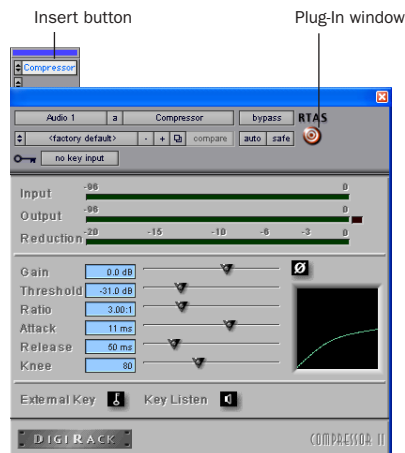 Insert button Plug-In window
Compressor
Audio 1 a Compressor bypass RTAS
<factory default> - + compare auto safe
no key input
Input -96 0
Output -96 0
Reduction -20 -15 -10 -6 -3 0
Gain 0.0 dB Ø
Threshold -31.0 dB
Ratio 3.00:1
Attack 11 ms
Release 50 ms
Knee 80
External Key Key Listen
DIGIRACK COMPRESSOR II